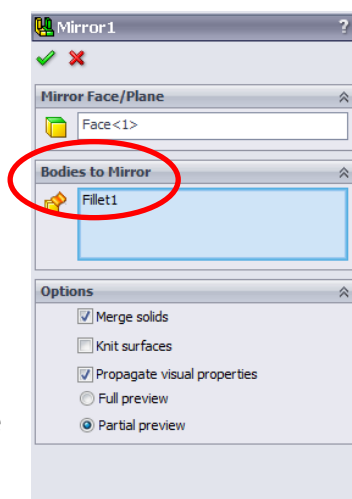 Mirror1 ?
Mirror Face/Plane
Face<1>
Bodies to Mirror
Fillet1
Options
Merge solids
Knit surfaces
Propagate visual properties
Full preview
Partial preview